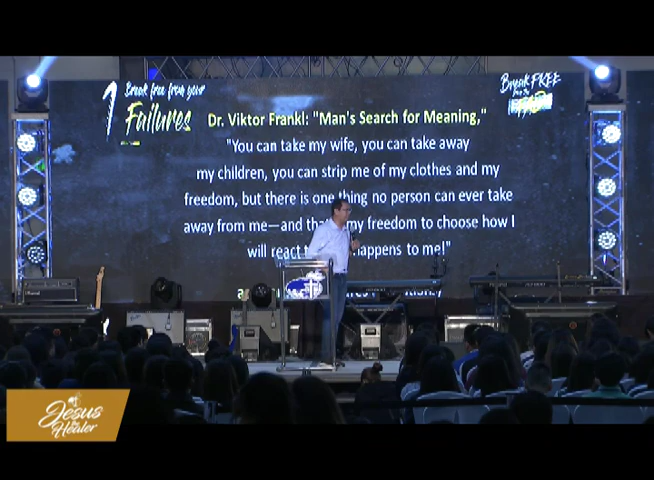 1 Break free from your
Failures
Break FREE
Dr. Viktor Frankl: "Man's Search for Meaning,"
"You can take my wife, you can take away
my children, you can strip me of my clothes and my
freedom, but there is one thing no person can ever take
away from me—and that my freedom to choose how I
will react happens to me!"
Jesus
the Healer